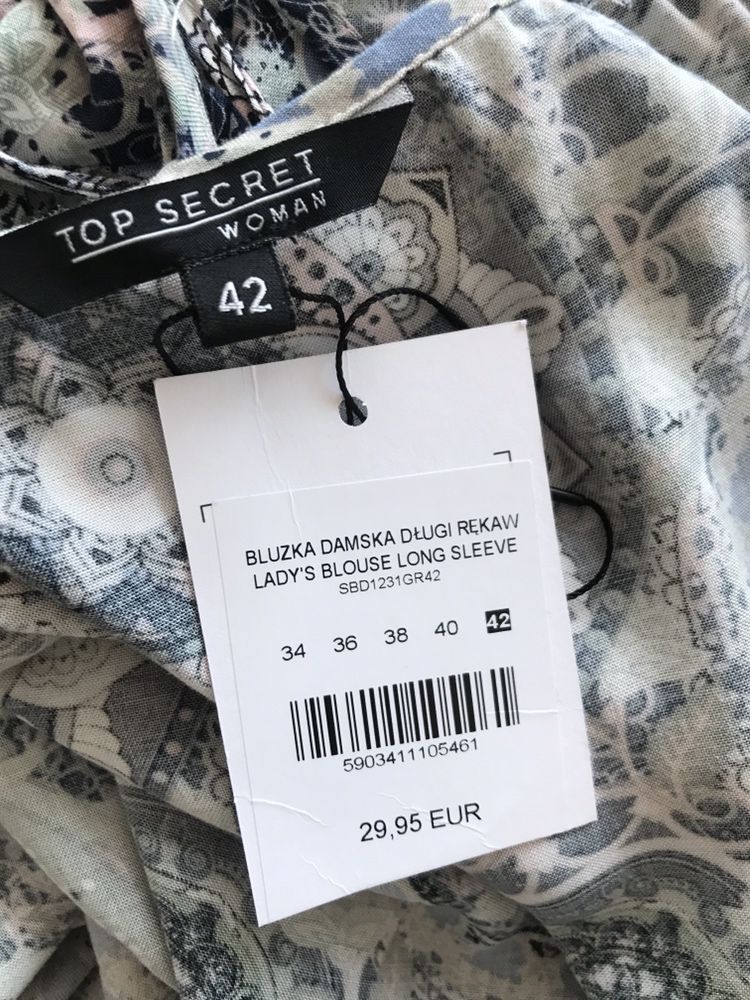 TOP SECRET
WOMAN
42
BLUZKA DAMSKA DŁUGI RĘKAW
LADY'S BLOUSE LONG SLEEVE
SBD1231GR42
34 36 38 40 42
5903411105461
29,95 EUR